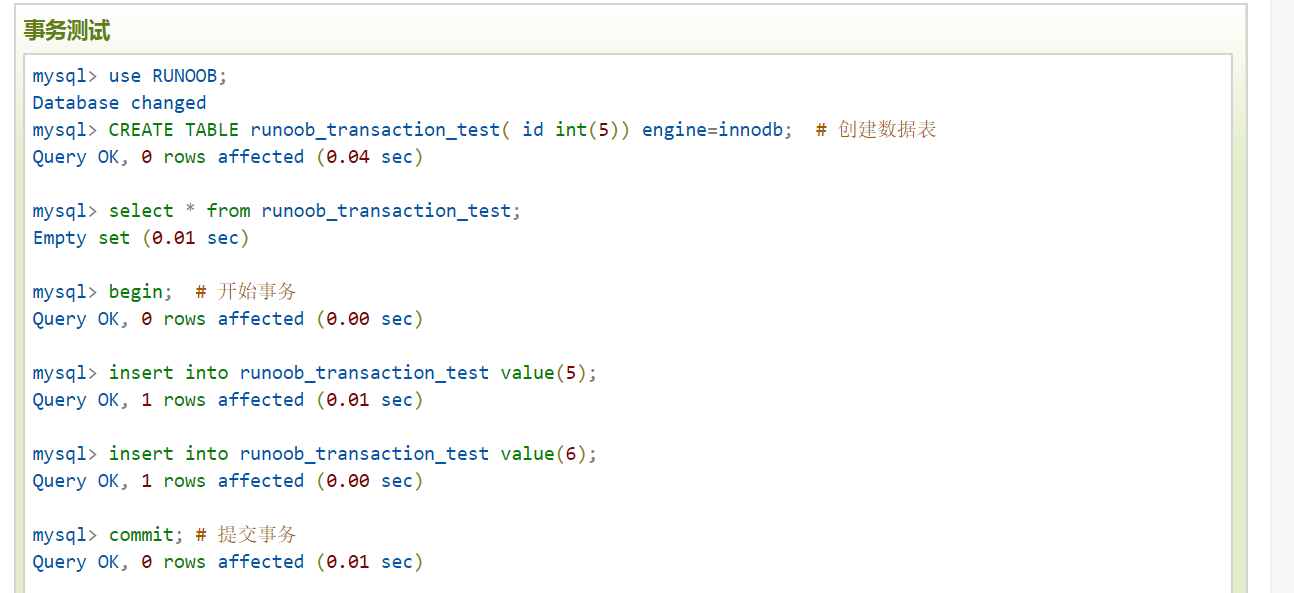 事务测试
mysql> use RUNOOB;
Database changed
mysql> CREATE TABLE runoob_transaction_test( id int(5)) engine=innodb;  # 创建数据表
Query OK, 0 rows affected (0.04 sec)
mysql> select * from runoob_transaction_test;
Empty set (0.01 sec)
mysql> begin;  # 开始事务
Query OK, 0 rows affected (0.00 sec)
mysql> insert into runoob_transaction_test value(5);
Query OK, 1 rows affected (0.01 sec)
mysql> insert into runoob_transaction_test value(6);
Query OK, 1 rows affected (0.00 sec)
mysql> commit; # 提交事务
Query OK, 0 rows affected (0.01 sec)